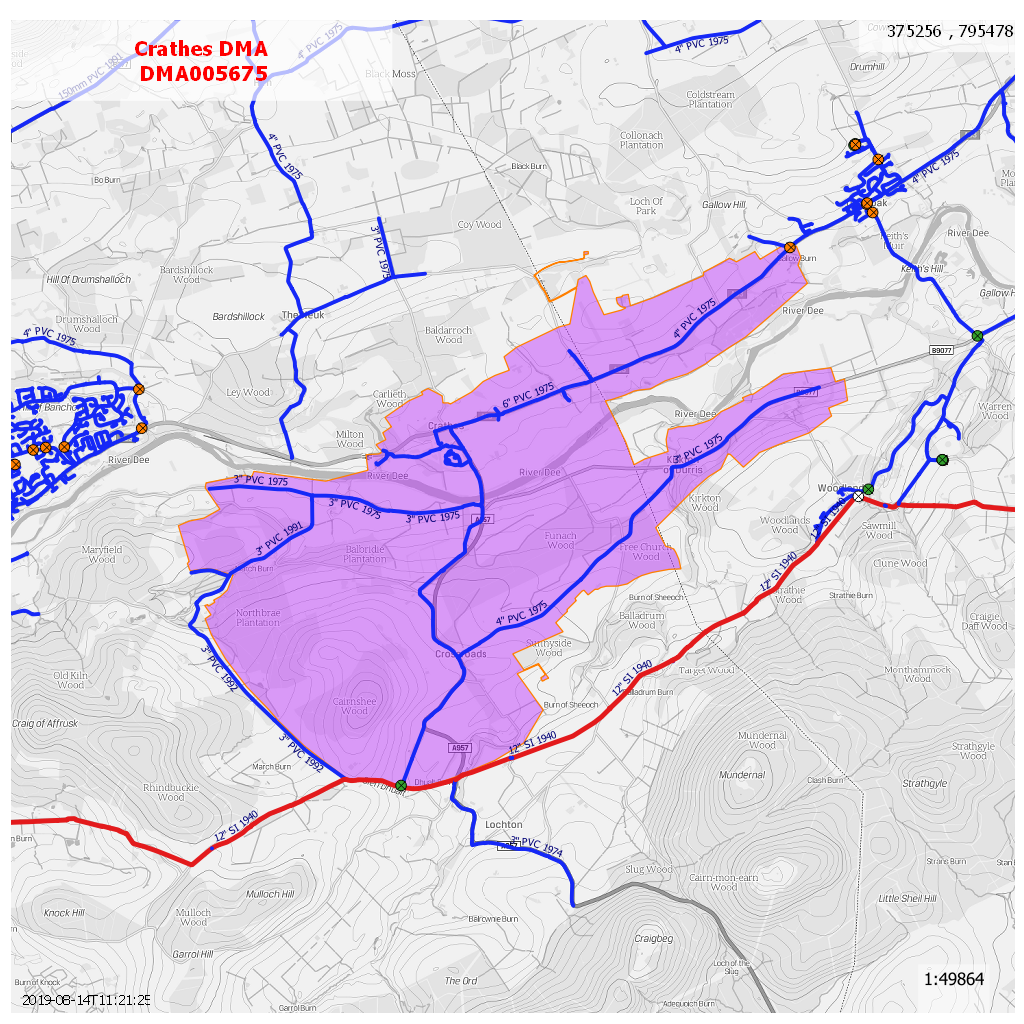 Crathes DMA
DMA005675
375256 , 795478
150mm PVC 1991
4" PVC 1975
4" PVC 1975
Black Moss
Drumhill
Coldstream
Plantation
Collonach
Plantation
4" PVC 1975
Bo Burn
Black Burn
4" PVC 1975
Loch Of
Park
Gallow Hill
Coy Wood
3" PVC 1975
River Dee
Keith's
Muir
Keith's Hill
Hill Of Drumshalloch
Bardshillock
Wood
River Dee
Drumshalloch
Wood
Bardshillock
The Neuk
Baldarroch
Wood
4" PVC 1975
4" PVC 1975
B9077
Ley Wood
Carlieth
Wood
6" PVC 1975
River Dee
Warren
Wood
Milton
Wood
Crathes
River Dee
3" PVC 1975
River Dee
River Dee
3" PVC 1975
3" PVC 1975
3" PVC 1975
Kirkton
Wood
A957
Woodlands
Wood
Sawmill
Wood
3" PVC 1991
Balbridie
Plantation
Funach
Wood
Free Church
Wood
Maryfield
Wood
Clune Wood
12" SI 1940
Strathie
Wood
Strathie Burn
Burn of Sheeoch
Northbrae
Plantation
4" PVC 1975
Balladrum
Wood
Craigie
Daff Wood
Crossroads
Sunnyside
Wood
3" PVC 1992
Old Kiln
Wood
Target Wood
Monthammock
Wood
12" SI 1940
Balladrum Burn
Cairnshee
Wood
Burn of Sheeoch
Craig of Affrusk
3" PVC 1992
A957
12" SI 1940
Mundernal
Wood
Strathgyle
Wood
March Burn
Mundernal
Clash Burn
Strathgyle
Rhindbuckie
Wood
12" SI 1940
Lochton
3" PVC 1974
Slug Wood
Cairn-mon-earn
Wood
Strans Burn
Mulloch Hill
Little Sheil Hill
Knock Hill
Mulloch
Wood
Balrownie Burn
Craigbeg
Garrol Hill
Loch of the
Slug
Burn of Knock
The Ord
1:49864
2019-08-14T11:21:25
Garrol Burn
Adequoich Burn